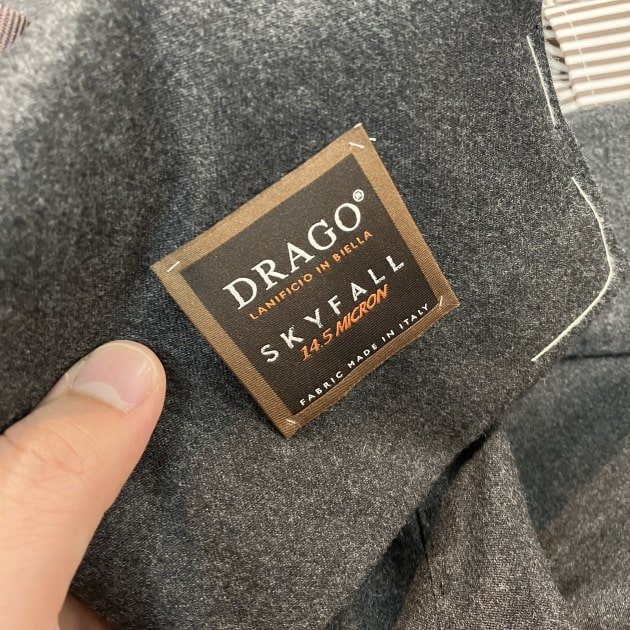 DRAGO®
LANIFICIO IN BIELLA
SKYFALL
14.5 MICRON
FABRIC MADE IN ITALY